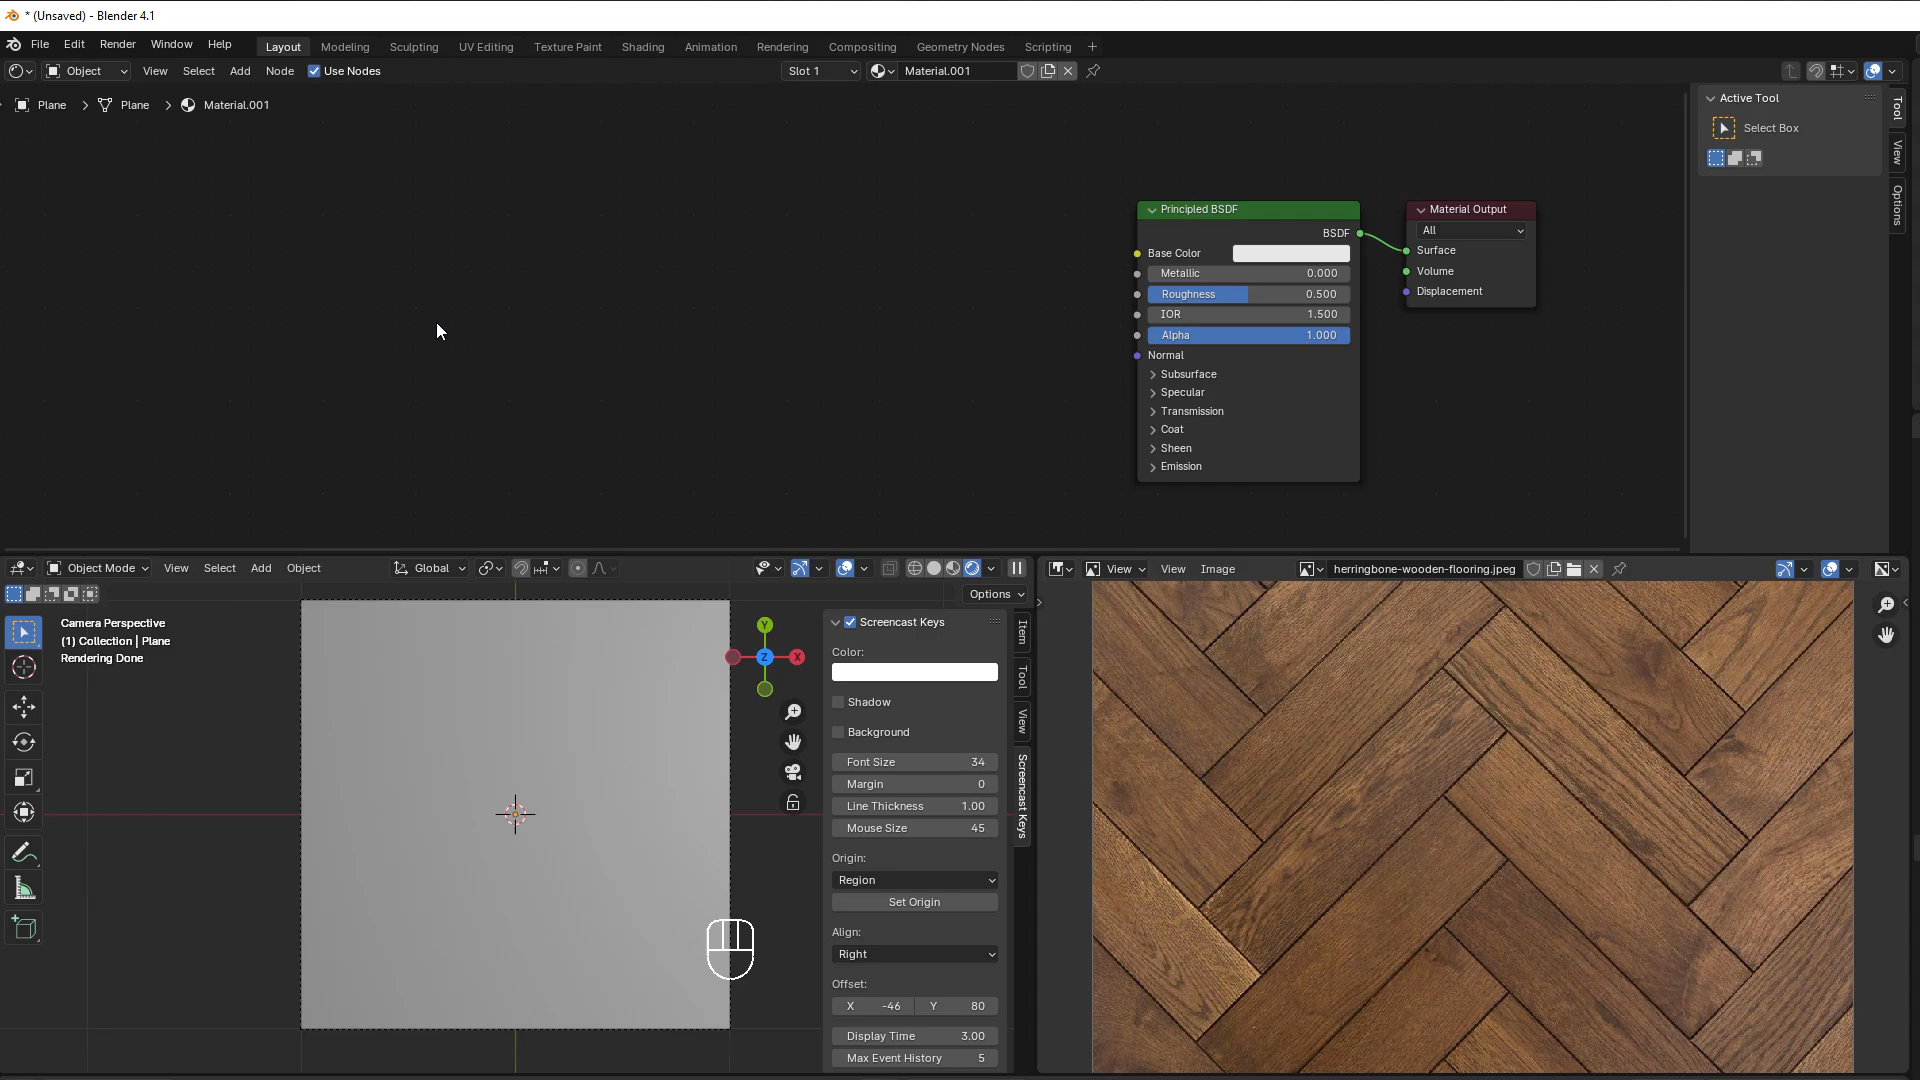 * (Unsaved) - Blender 4.1
File Edit Render Window Help Layout Modeling Sculpting UV Editing Texture Paint Shading Animation Rendering Compositing Geometry Nodes Scripting +
Object View Select Add Node Use Nodes Slot 1 Material.001
Plane > Plane > Material.001
Active Tool
Select Box
Tool
View
Options
Principled BSDF
BSDF
Base Color
Metallic 0.000
Roughness 0.500
IOR 1.500
Alpha 1.000
Normal
Subsurface
Specular
Transmission
Coat
Sheen
Emission
Material Output
All
Surface
Volume
Displacement
Object Mode View Select Add Object Global
Options
Camera Perspective
(1) Collection | Plane
Rendering Done
Y
Z
X
Screencast Keys
Color:
Shadow
Background
Font Size 34
Margin 0
Line Thickness 1.00
Mouse Size 45
Origin:
Region
Set Origin
Align:
Right
Offset:
X -46 Y 80
Display Time 3.00
Max Event History 5
Item
Tool
View
Screencast Keys
View View Image herringbone-wooden-flooring.jpeg